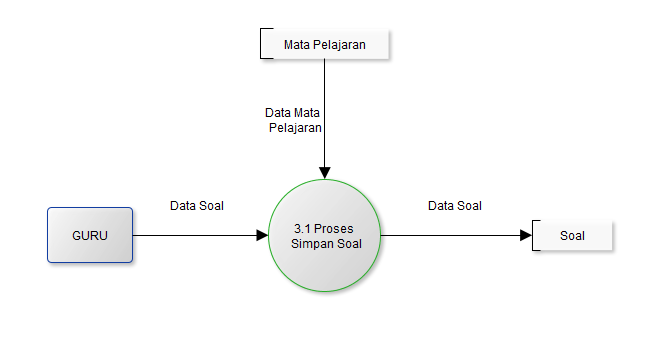 Mata Pelajaran
Data Mata
Pelajaran
Data Soal
Data Soal
GURU
3.1 Proses
Simpan Soal
Soal